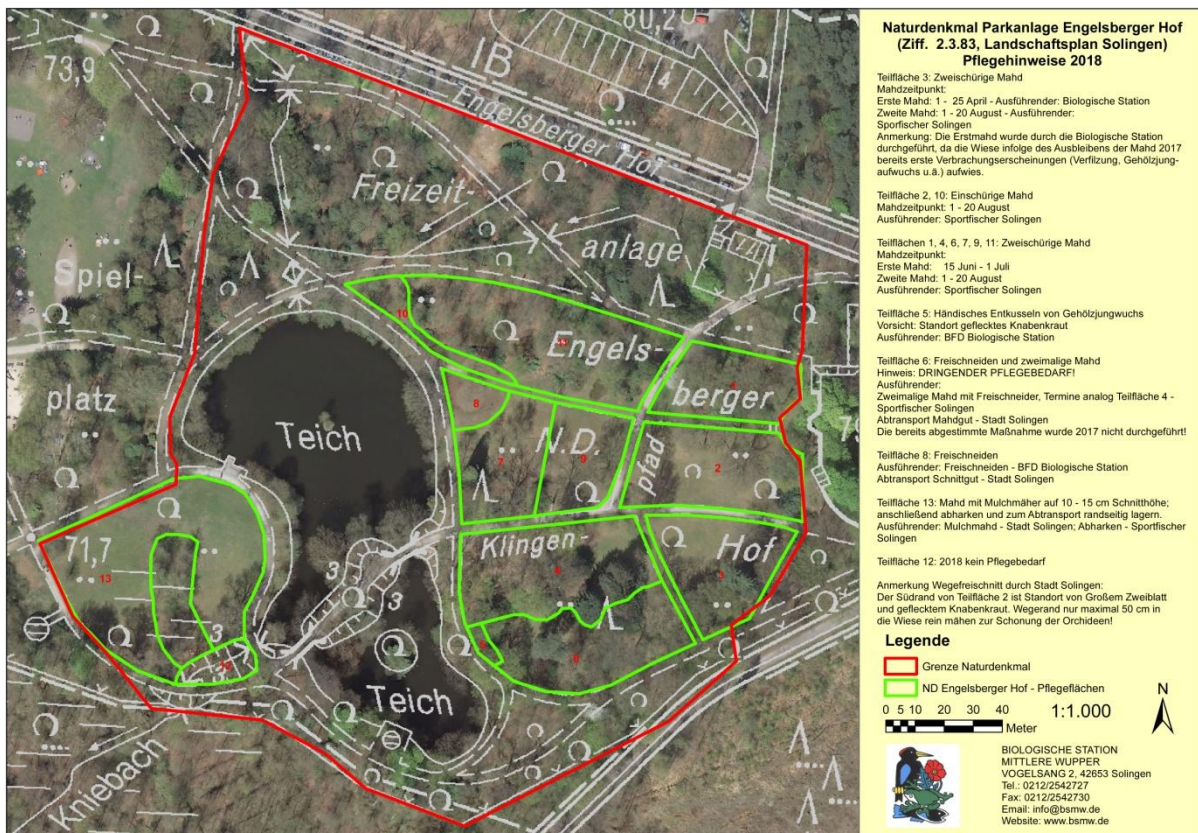 80,2
73,9
IB
4
Engelsberger Hof
Freizeit-
anlage
Spiel-
platz
10
Engels-
berger
8
Teich
N.D.
7
9
pfad
2
Klingen-
Hof
71,7
13
3
3
3
Teich
Kniebach
Naturdenkmal Parkanlage Engelsberger Hof
(Ziff. 2.3.83, Landschaftsplan Solingen)
Pflegehinweise 2018
Teilfläche 3: Zweischürige Mahd
Mahdzeitpunkt:
Erste Mahd: 1 - 25 April - Ausführender: Biologische Station
Zweite Mahd: 1 - 20 August - Ausführender:
Sporfischer Solingen
Anmerkung: Die Erstmahd wurde durch die Biologische Station
durchgeführt, da die Wiese infolge des Ausbleibens der Mahd 2017
bereits erste Verbrachungserscheinungen (Verfilzung, Gehölzjung-
aufwuchs u.ä.) aufwies.
Teilfläche 2, 10: Einschürige Mahd
Mahdzeitpunkt: 1 - 20 August
Ausführender: Sportfischer Solingen
Teilflächen 1, 4, 6, 7, 9, 11: Zweischürige Mahd
Mahdzeitpunkt:
Erste Mahd: 15 Juni - 1 Juli
Zweite Mahd: 1 - 20 August
Ausführender: Sportfischer Solingen
Teilfläche 5: Händisches Entkusseln von Gehölzjungwuchs
Vorsicht: Standort geflecktes Knabenkraut
Ausführender: BFD Biologische Station
Teilfläche 6: Freischneiden und zweimalige Mahd
Hinweis: DRINGENDER PFLEGEBEDARF!
Ausführender:
Zweimalige Mahd mit Freischneider, Termine analog Teilfläche 4 -
Sportfischer Solingen
Abtransport Mahdgut - Stadt Solingen
Die bereits abgestimmte Maßnahme wurde 2017 nicht durchgeführt!
Teilfläche 8: Freischneiden
Ausführender: Freischneiden - BFD Biologische Station
Abtransport Schnittgut - Stadt Solingen
Teilfläche 13: Mahd mit Mulchmäher auf 10 - 15 cm Schnitthöhe;
anschließend abharken und zum Abtransport randseitig lagern.
Ausführender: Mulchmahd - Stadt Solingen; Abharken - Sportfischer
Solingen
Teilfläche 12: 2018 kein Pflegebedarf
Anmerkung Wegefreischnitt durch Stadt Solingen:
Der Südrand von Teilfläche 2 ist Standort von Großem Zweiblatt
und geflecktem Knabenkraut. Wegerand nur maximal 50 cm in
die Wiese rein mähen zur Schonung der Orchideen!
Legende
Grenze Naturdenkmal
ND Engelsberger Hof - Pflegeflächen
0 5 10 20 30 40
Meter
1:1.000
N
BIOLOGISCHE STATION
MITTLERE WUPPER
VOGELSANG 2, 42653 Solingen
Tel.: 0212/2542727
Fax: 0212/2542730
Email: info@bsmw.de
Website: www.bsmw.de